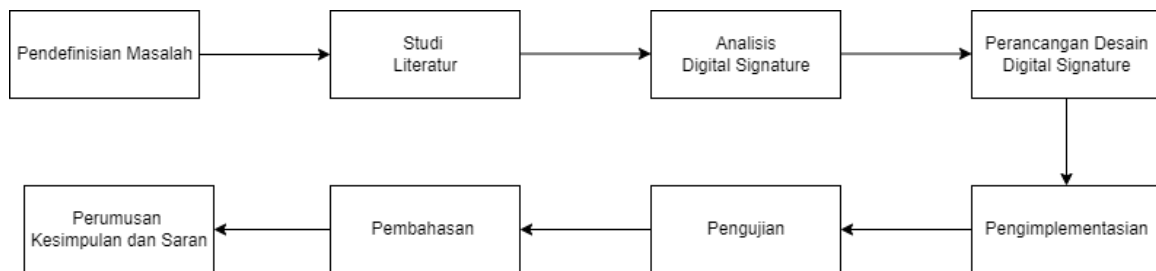 Pendefinisian Masalah
Studi
Literatur
Analisis
Digital Signature
Perancangan Desain
Digital Signature
Pengimplementasian
Pengujian
Pembahasan
Perumusan
Kesimpulan dan Saran